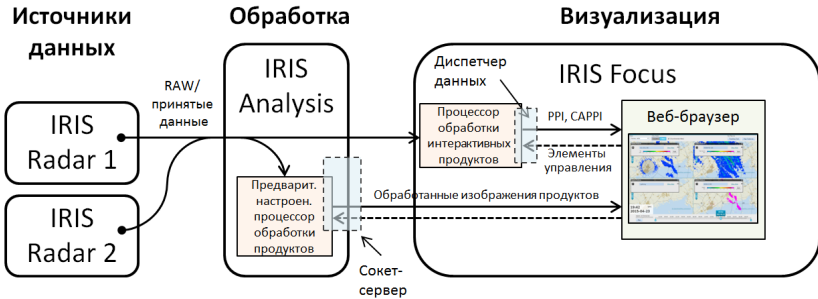 Источники
данных
Обработка
Визуализация
IRIS
Radar 1
IRIS
Radar 2
RAW/
принятые
данные
IRIS
Analysis
Предварит.
настроен.
процессор
обработки
продуктов
Сокет-
сервер
Диспетчер
данных
IRIS Focus
Процессор
обработки
интерактивных
продуктов
PPI, CAPPI
Элементы
управления
Обработанные изображения продуктов
Веб-браузер